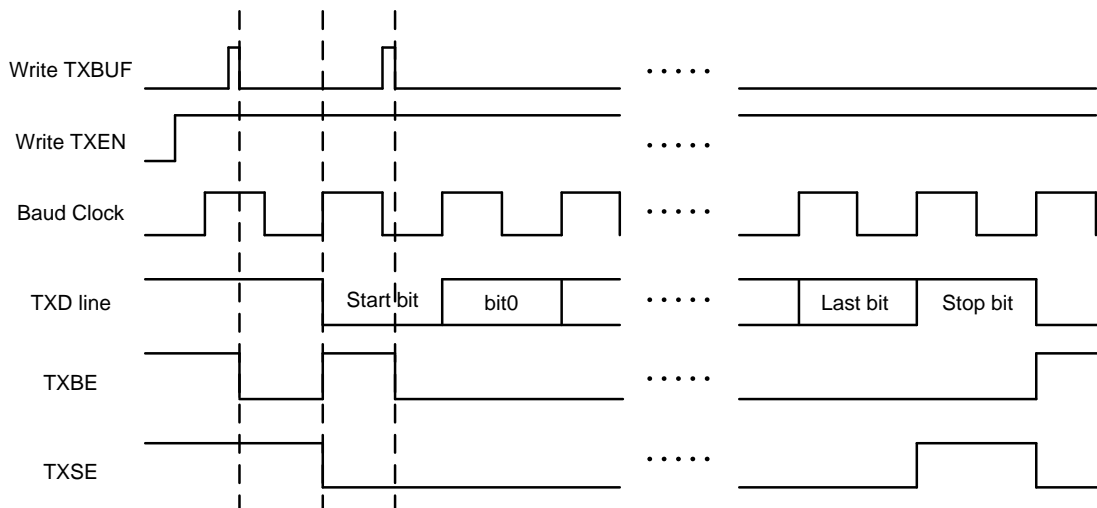 Write TXBUF
Write TXEN
Baud Clock
TXD line
Start bit
bit0
Last bit
Stop bit
TXBE
TXSE